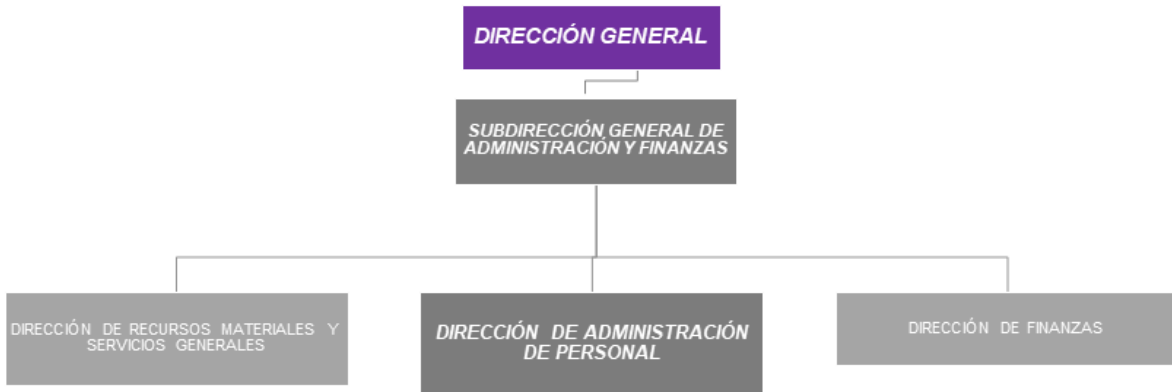 DIRECCIÓN GENERAL
SUBDIRECCIÓN GENERAL DE
ADMINISTRACIÓN Y FINANZAS
DIRECCIÓN DE RECURSOS MATERIALES Y
SERVICIOS GENERALES
DIRECCIÓN DE ADMINISTRACIÓN
DE PERSONAL
DIRECCIÓN DE FINANZAS